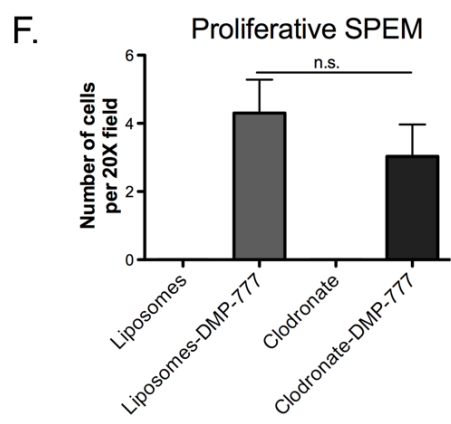 F.
Proliferative SPEM
n.s.
Number of cells
per 20X field
6
4
2
0
Liposomes
Liposomes-DMP-777
Clodronate
Clodronate-DMP-777